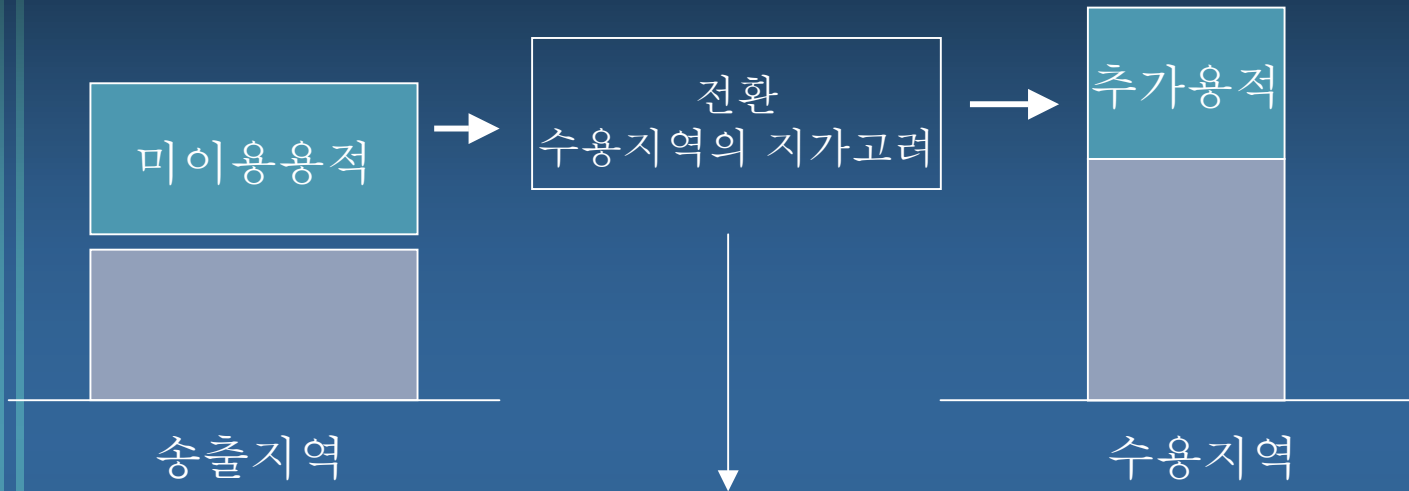 미이용용적
전환
수용지역의 지가고려
추가용적
송출지역
수용지역